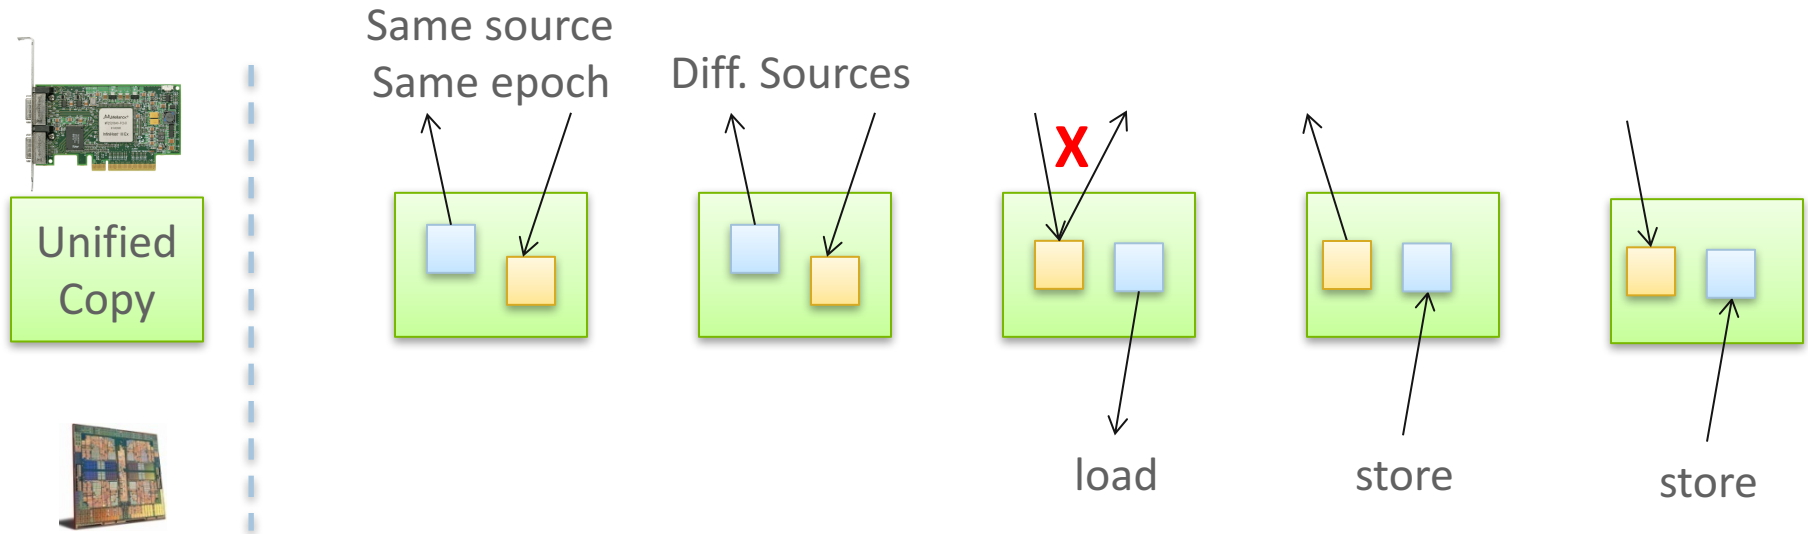 Same source
Same epoch
Diff. Sources
X
Unified
Copy
load
store
store